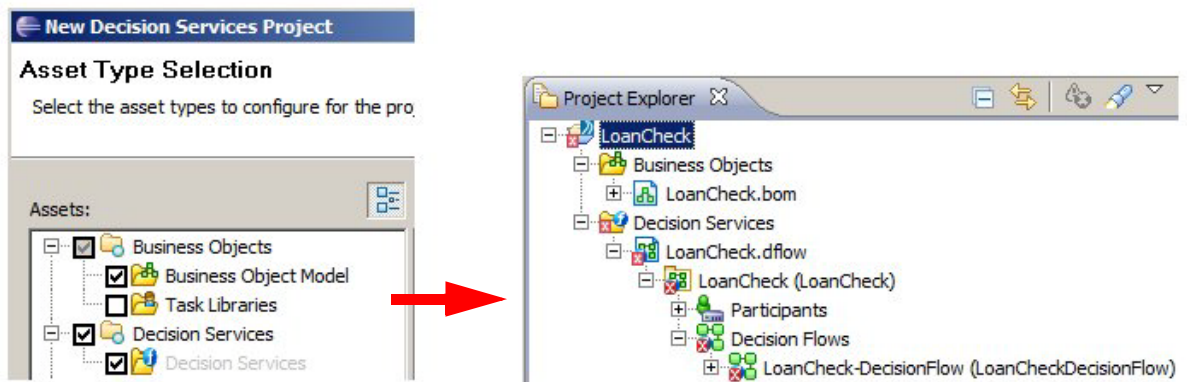 New Decision Services Project
Asset Type Selection
Select the asset types to configure for the
Assets:
Business Objects
Business Object Model
Task Libraries
Decision Services
Decision Services
Project Explorer
LoanCheck
Business Objects
LoanCheck.bom
Decision Services
LoanCheck.dflow
LoanCheck (LoanCheck)
Participants
Decision Flows
LoanCheck-DecisionFlow (LoanCheckDecisionFlow)